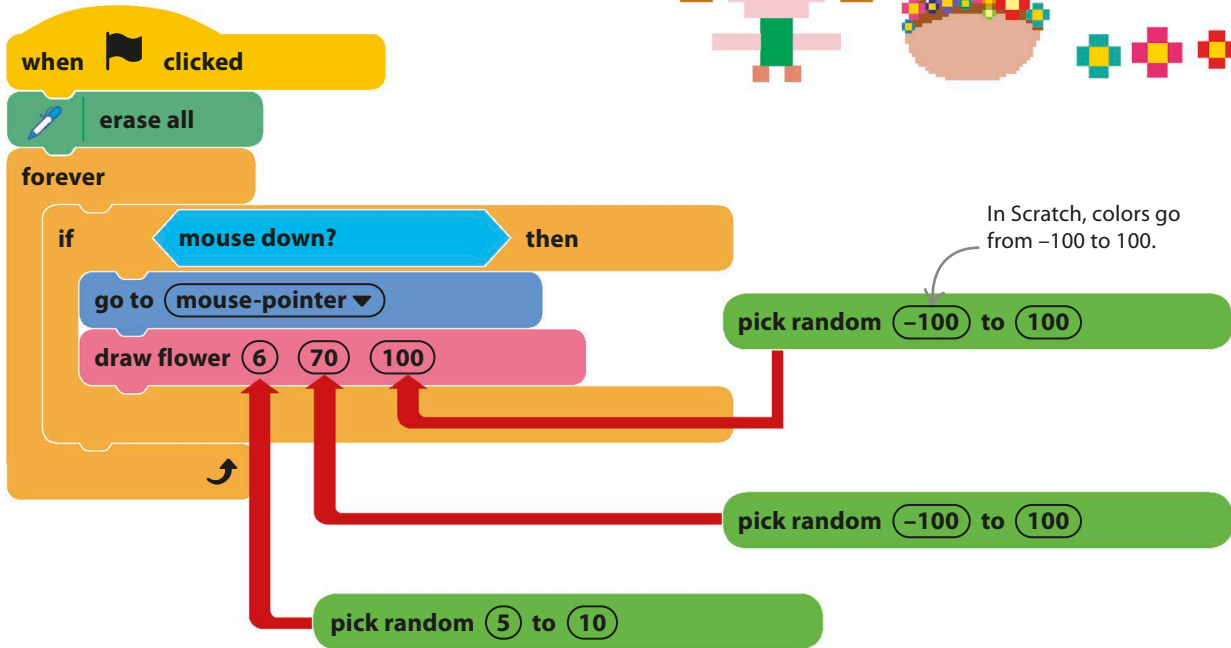 when clicked
erase all
forever
if mouse down? then
go to mouse-pointer
draw flower 6 70 100
In Scratch, colors go
from –100 to 100.
pick random –100 to 100
pick random –100 to 100
pick random 5 to 10